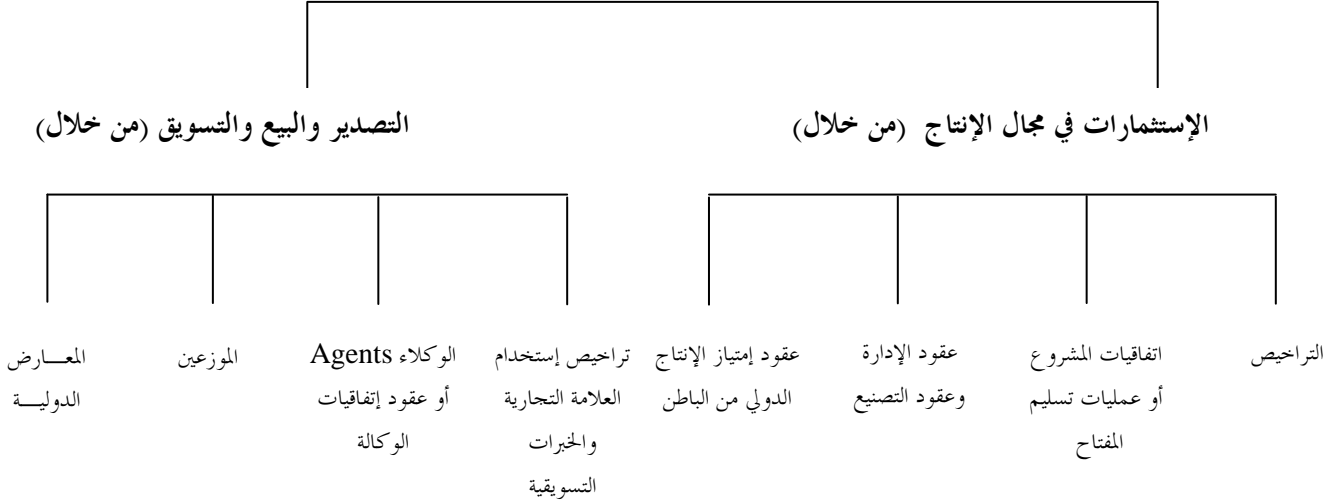 الإستثمارات في مجال الإنتاج (من خلال)
التصدير والبيع والتسويق (من خلال)
التراخيص
اتفاقيات المشروع
أو عمليات تسليم
المفتاح
عقود الإدارة
وعقود التصنيع
عقود إمتياز الإنتاج
الدولي من الباطن
تراخيص إستخدام
العلامة التجارية
والخبرات
التسويقية
الوكلاء Agents
أو عقود إتفاقيات
الوكالة
الموزعين
المعـــارض
الدوليـــة